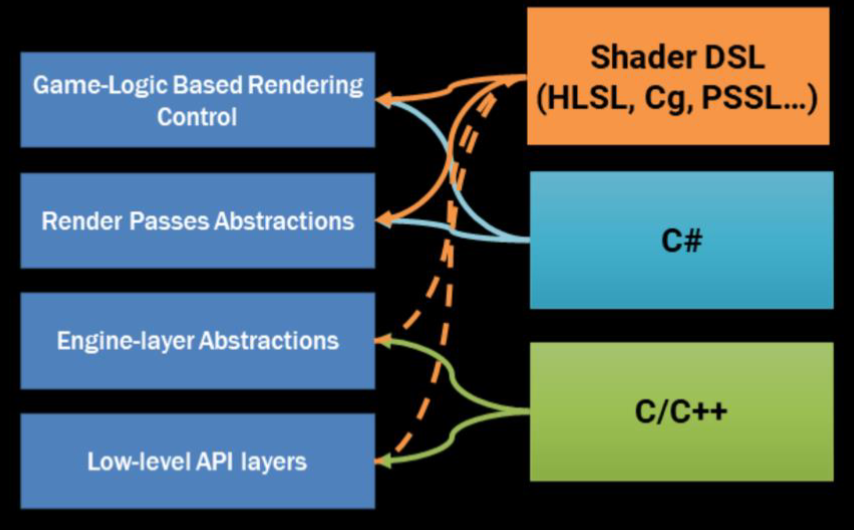 Game-Logic Based Rendering
Control
Render Passes Abstractions
Engine-layer Abstractions
Low-level API layers
Shader DSL
(HLSL, Cg, PSSL...)
C#
C/C++